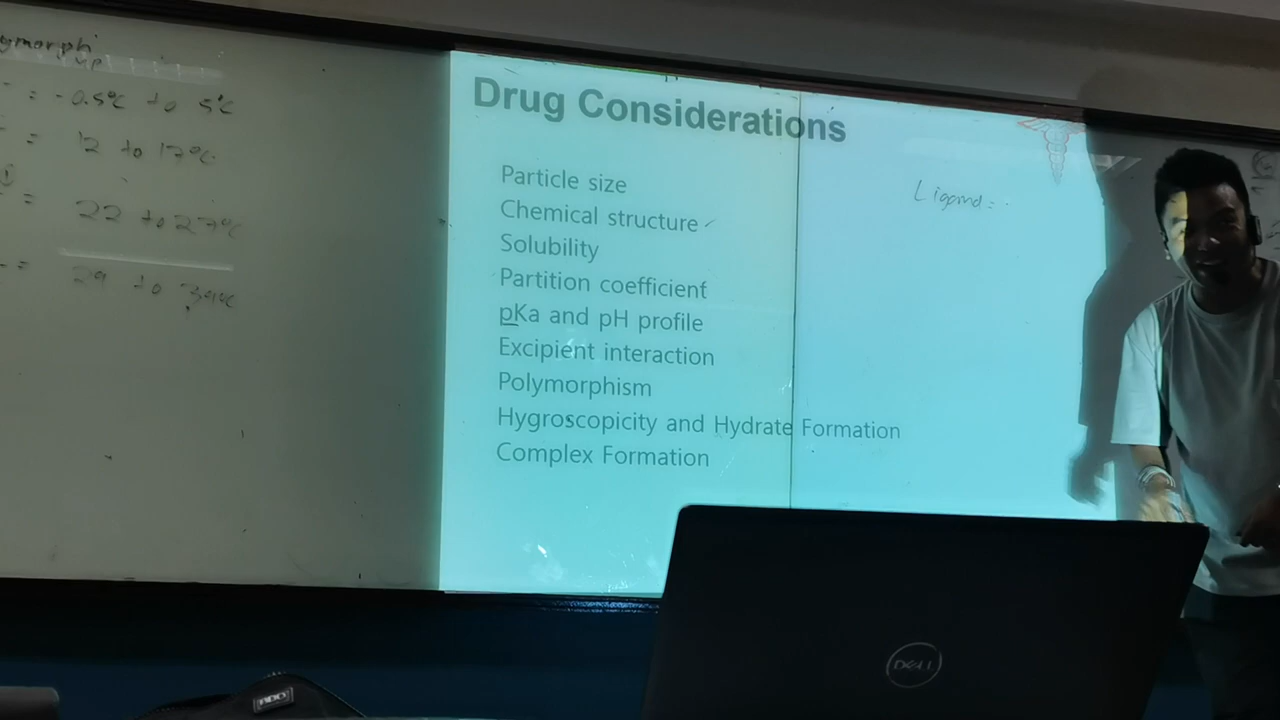 ymorph
= -0.5°C to 5°C
= 12 to 17°C
① = 22 to 27°C
= 29 to
Drug Considerations
Particle size
Chemical structure ✓
Solubility
Partition coefficient
pKa and pH profile
Excipient interaction
Polymorphism
Hygroscopicity and Hydrate Formation
Complex Formation
Ligand =
DELL